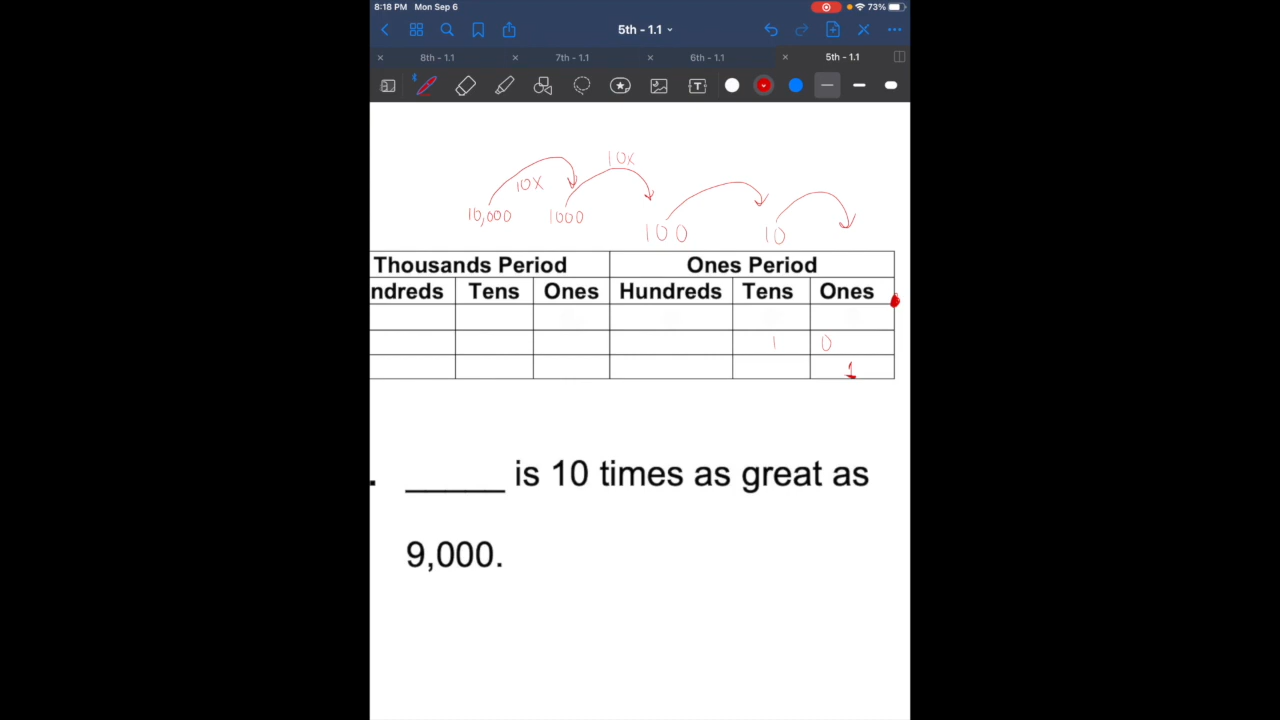 8:18 PM Mon Sep 6 73%
5th - 1.1
8th - 1.1 7th - 1.1 6th - 1.1 5th - 1.1
T
10x
10x
10,000 1000
100 10
Thousands Period Ones Period
ndreds Tens Ones Hundreds Tens Ones
1 0
1
. _____ is 10 times as great as
9,000.